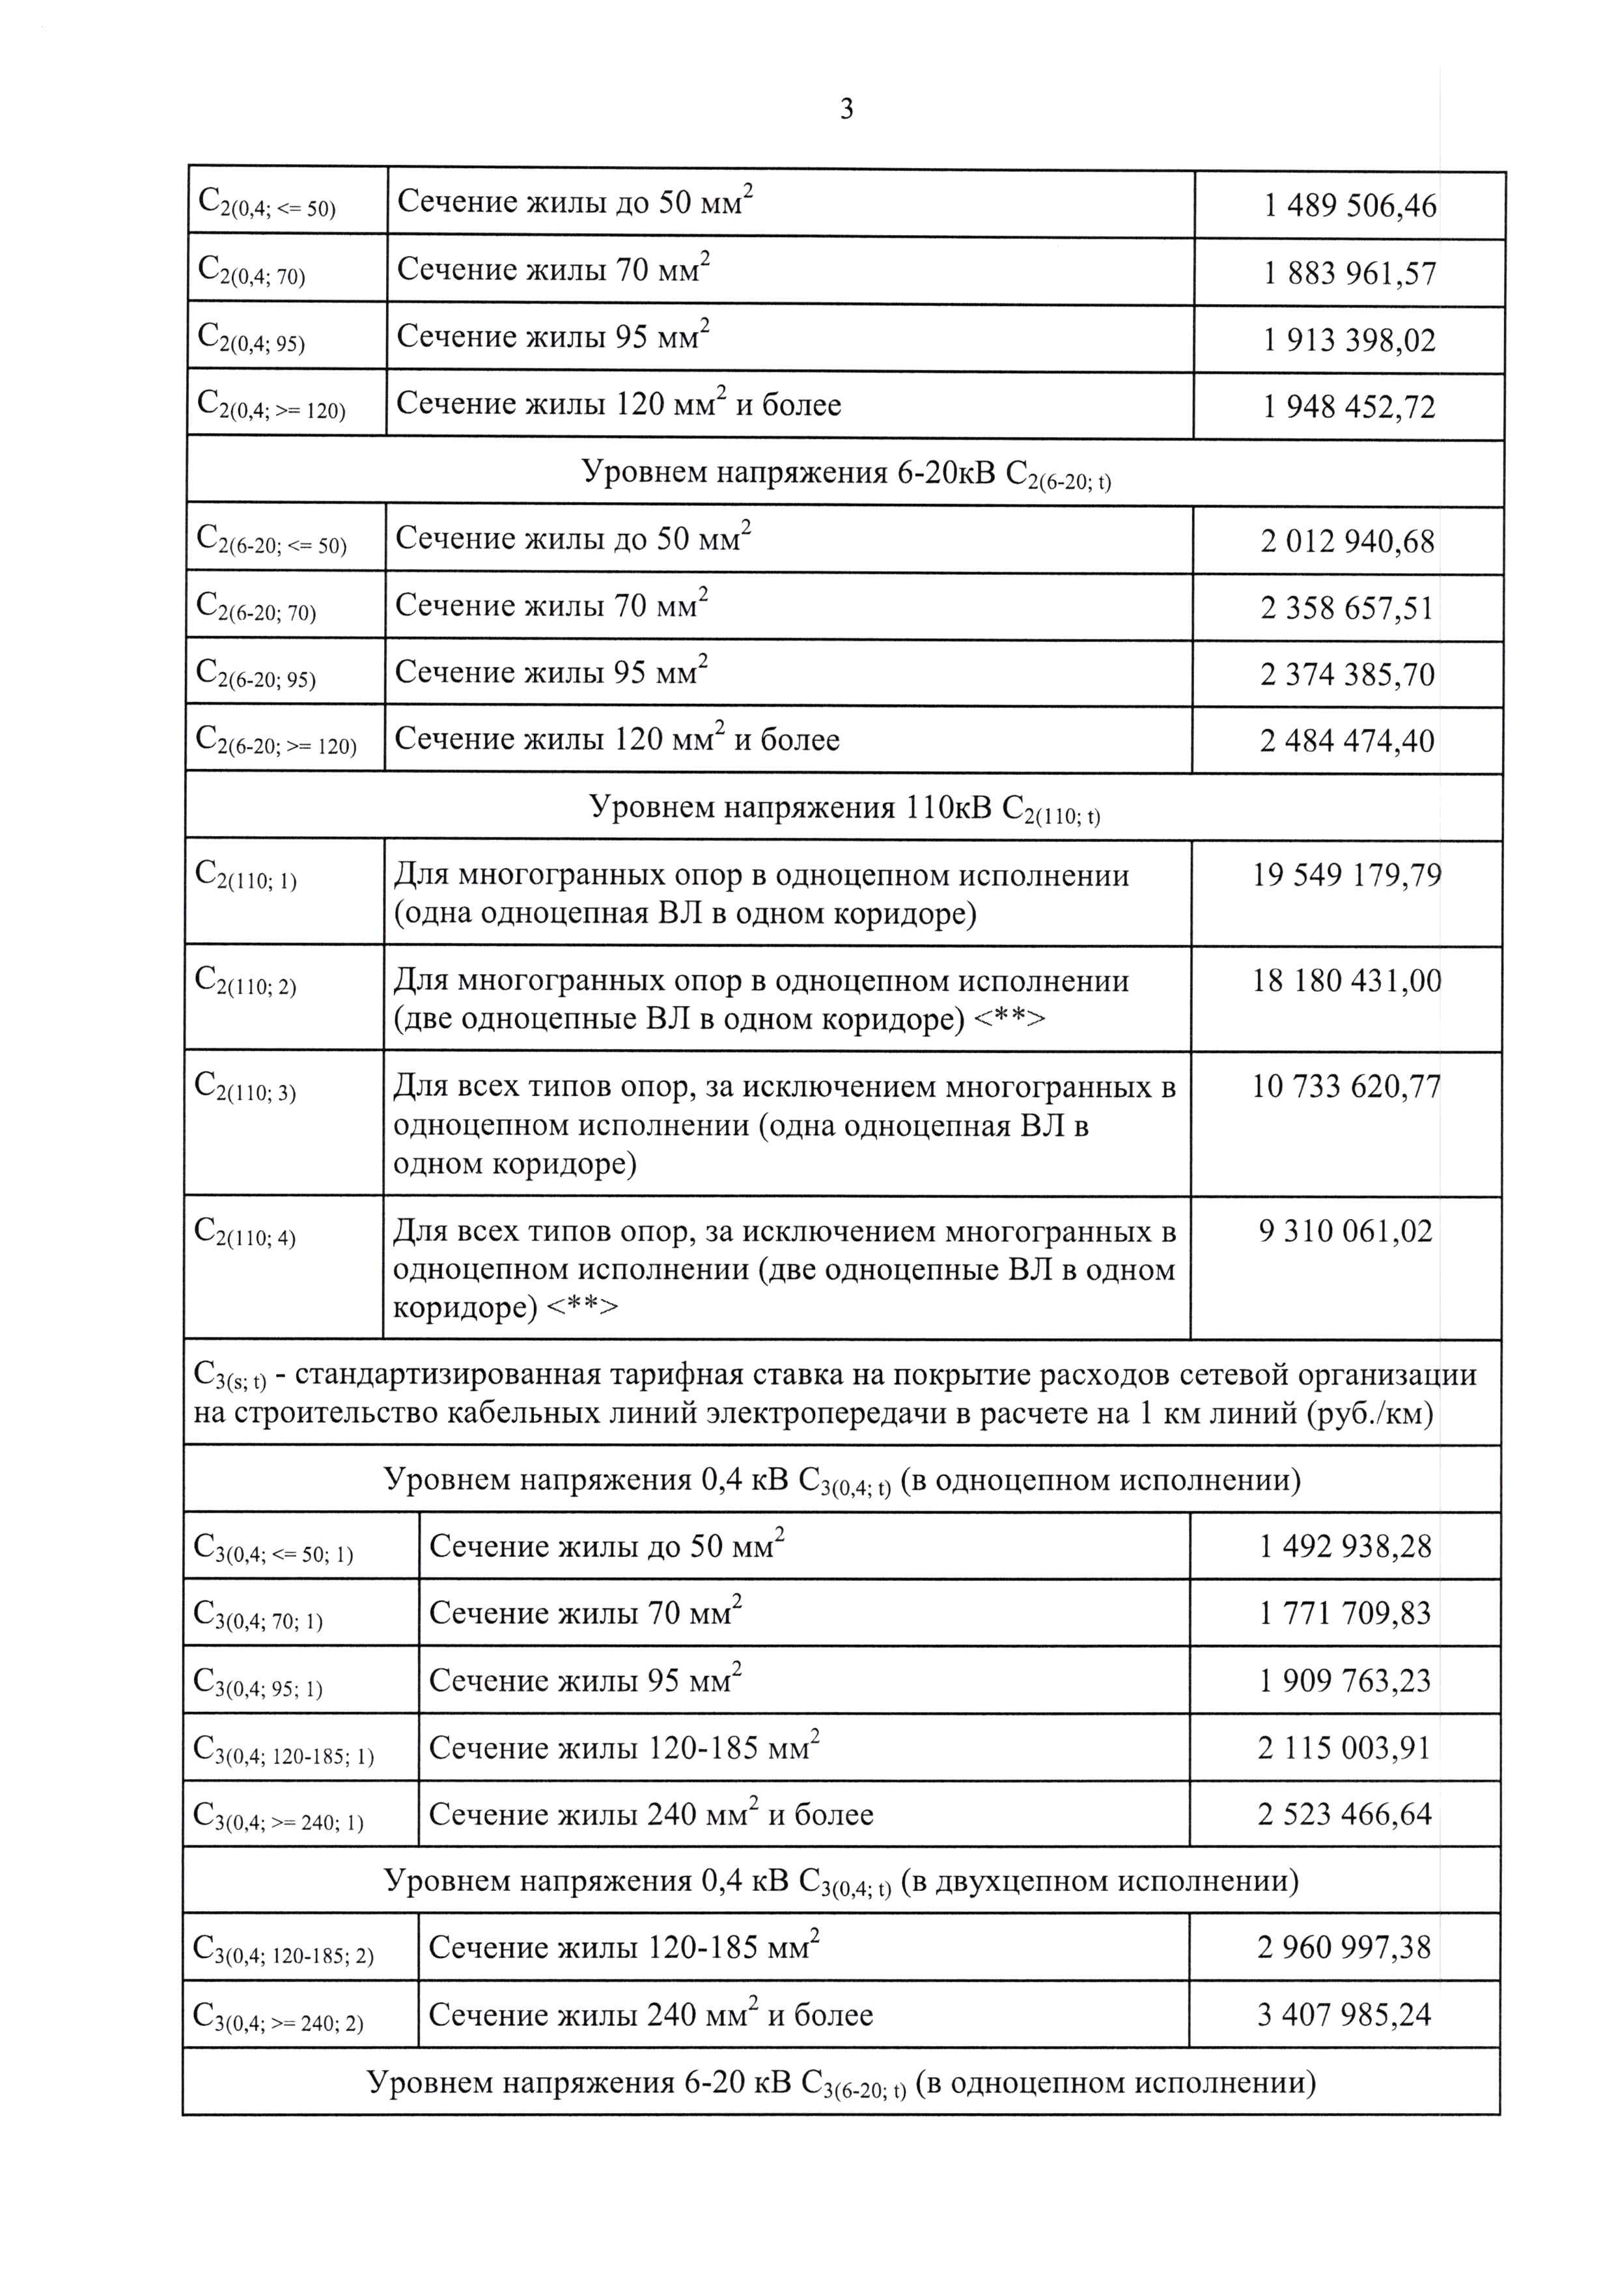 3
C2(0,4; <= 50) Сечение жилы до 50 мм² 1 489 506,46
C2(0,4; 70) Сечение жилы 70 мм² 1 883 961,57
C2(0,4; 95) Сечение жилы 95 мм² 1 913 398,02
C2(0,4; >= 120) Сечение жилы 120 мм² и более 1 948 452,72
Уровнем напряжения 6-20кВ C2(6-20; t)
C2(6-20; <= 50) Сечение жилы до 50 мм² 2 012 940,68
C2(6-20; 70) Сечение жилы 70 мм² 2 358 657,51
C2(6-20; 95) Сечение жилы 95 мм² 2 374 385,70
C2(6-20; >= 120) Сечение жилы 120 мм² и более 2 484 474,40
Уровнем напряжения 110кВ C2(110; t)
C2(110; 1) Для многогранных опор в одноцепном исполнении 19 549 179,79
(одна одноцепная ВЛ в одном коридоре)
C2(110; 2) Для многогранных опор в одноцепном исполнении 18 180 431,00
(две одноцепные ВЛ в одном коридоре) <**>
C2(110; 3) Для всех типов опор, за исключением многогранных в 10 733 620,77
одноцепном исполнении (одна одноцепная ВЛ в
одном коридоре)
C2(110; 4) Для всех типов опор, за исключением многогранных в 9 310 061,02
одноцепном исполнении (две одноцепные ВЛ в одном
коридоре) <**>
C3(s; t) - стандартизированная тарифная ставка на покрытие расходов сетевой организации
на строительство кабельных линий электропередачи в расчете на 1 км линий (руб./км)
Уровнем напряжения 0,4 кВ C3(0,4; t) (в одноцепном исполнении)
C3(0,4; <= 50; 1) Сечение жилы до 50 мм² 1 492 938,28
C3(0,4; 70; 1) Сечение жилы 70 мм² 1 771 709,83
C3(0,4; 95; 1) Сечение жилы 95 мм² 1 909 763,23
C3(0,4; 120-185; 1) Сечение жилы 120-185 мм² 2 115 003,91
C3(0,4; >= 240; 1) Сечение жилы 240 мм² и более 2 523 466,64
Уровнем напряжения 0,4 кВ C3(0,4; t) (в двухцепном исполнении)
C3(0,4; 120-185; 2) Сечение жилы 120-185 мм² 2 960 997,38
C3(0,4; >= 240; 2) Сечение жилы 240 мм² и более 3 407 985,24
Уровнем напряжения 6-20 кВ C3(6-20; t) (в одноцепном исполнении)